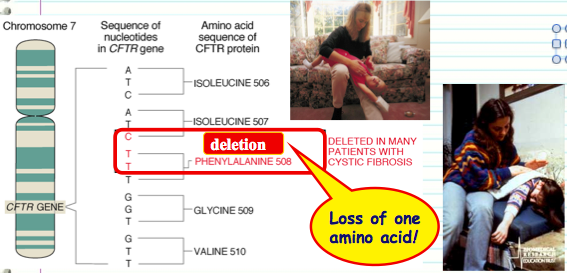 Chromosome 7
Sequence of
nucleotides
in CFTR gene
Amino acid
sequence of
CFTR protein
A
T
C
ISOLEUCINE 506
A
T
C
ISOLEUCINE 507
deletion
T
T
T
PHENYLALANINE 508
DELETED IN MANY
PATIENTS WITH
CYSTIC FIBROSIS
CFTR GENE
G
G
T
GLYCINE 509
G
T
T
VALINE 510
Loss of one
amino acid!
EDUCATION TRUST